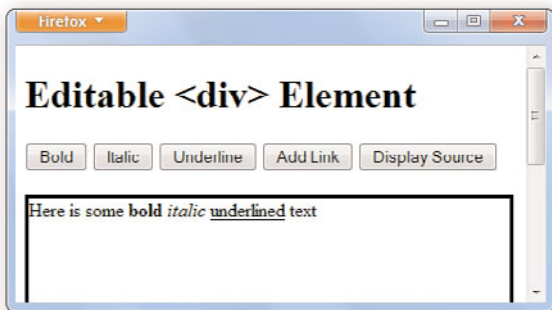 Firefox
Editable <div> Element
Bold Italic Underline Add Link Display Source
Here is some bold italic underlined text